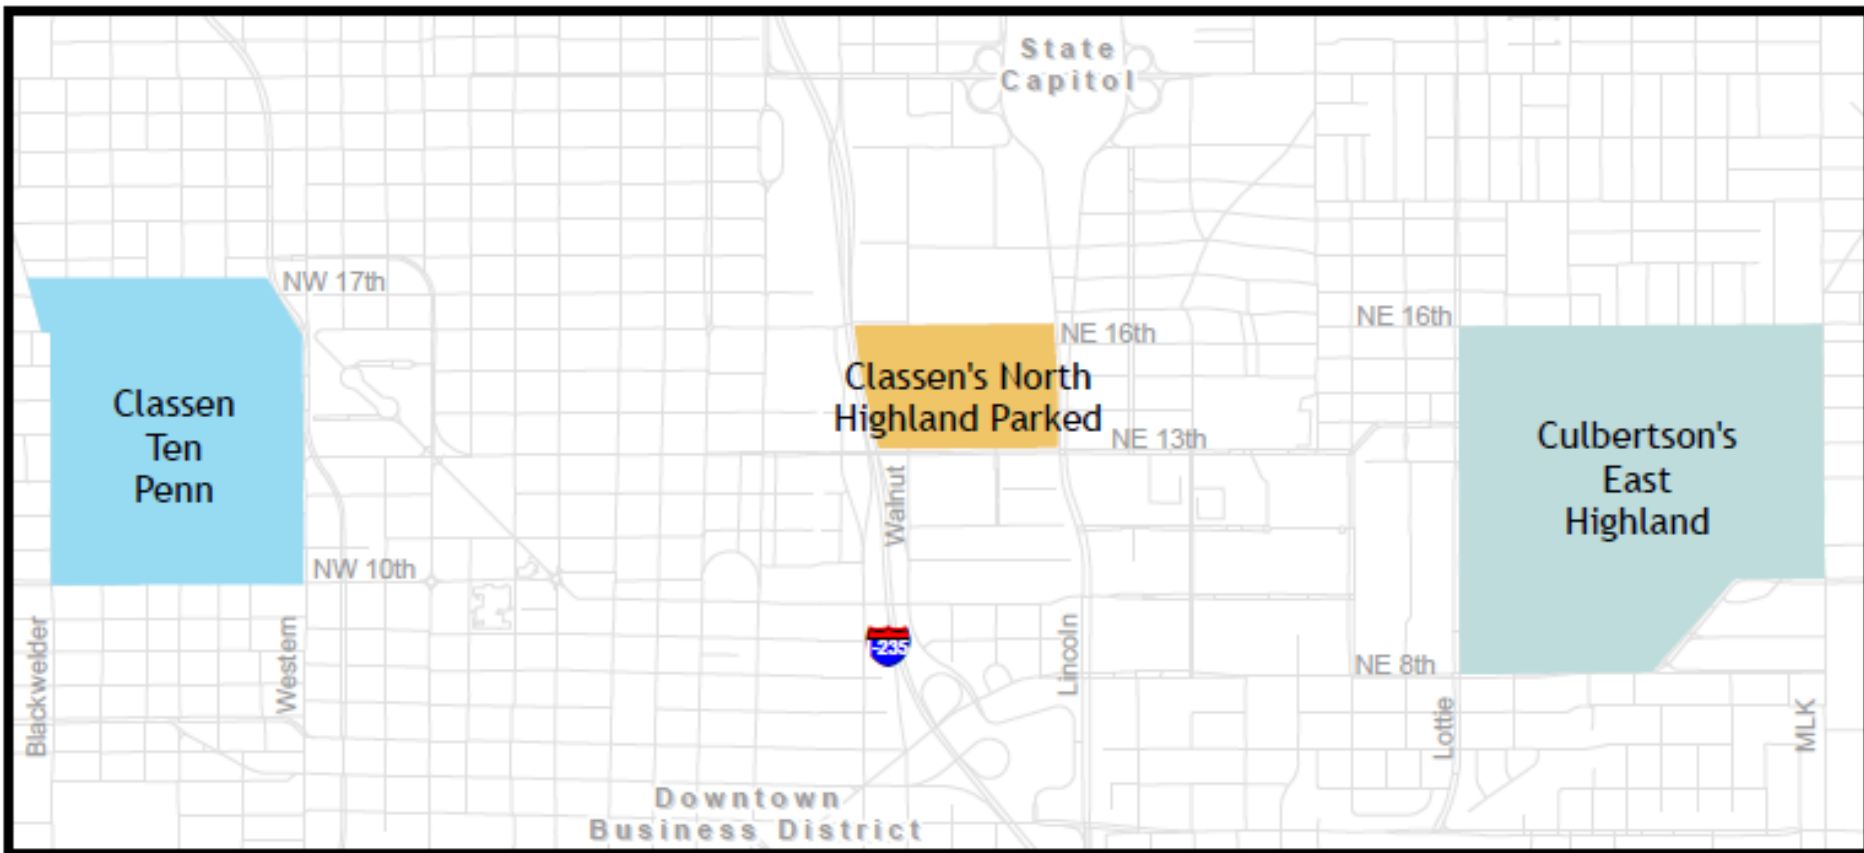 State
Capitol
NW 17th
NE 16th
NE 16th
Classen's North
Highland Parked
Classen
Ten
Penn
NE 13th
Culbertson's
East
Highland
Walnut
NW 10th
I-235
NE 8th
Blackwelder
Western
Lincoln
Lottie
MLK
Downtown
Business District